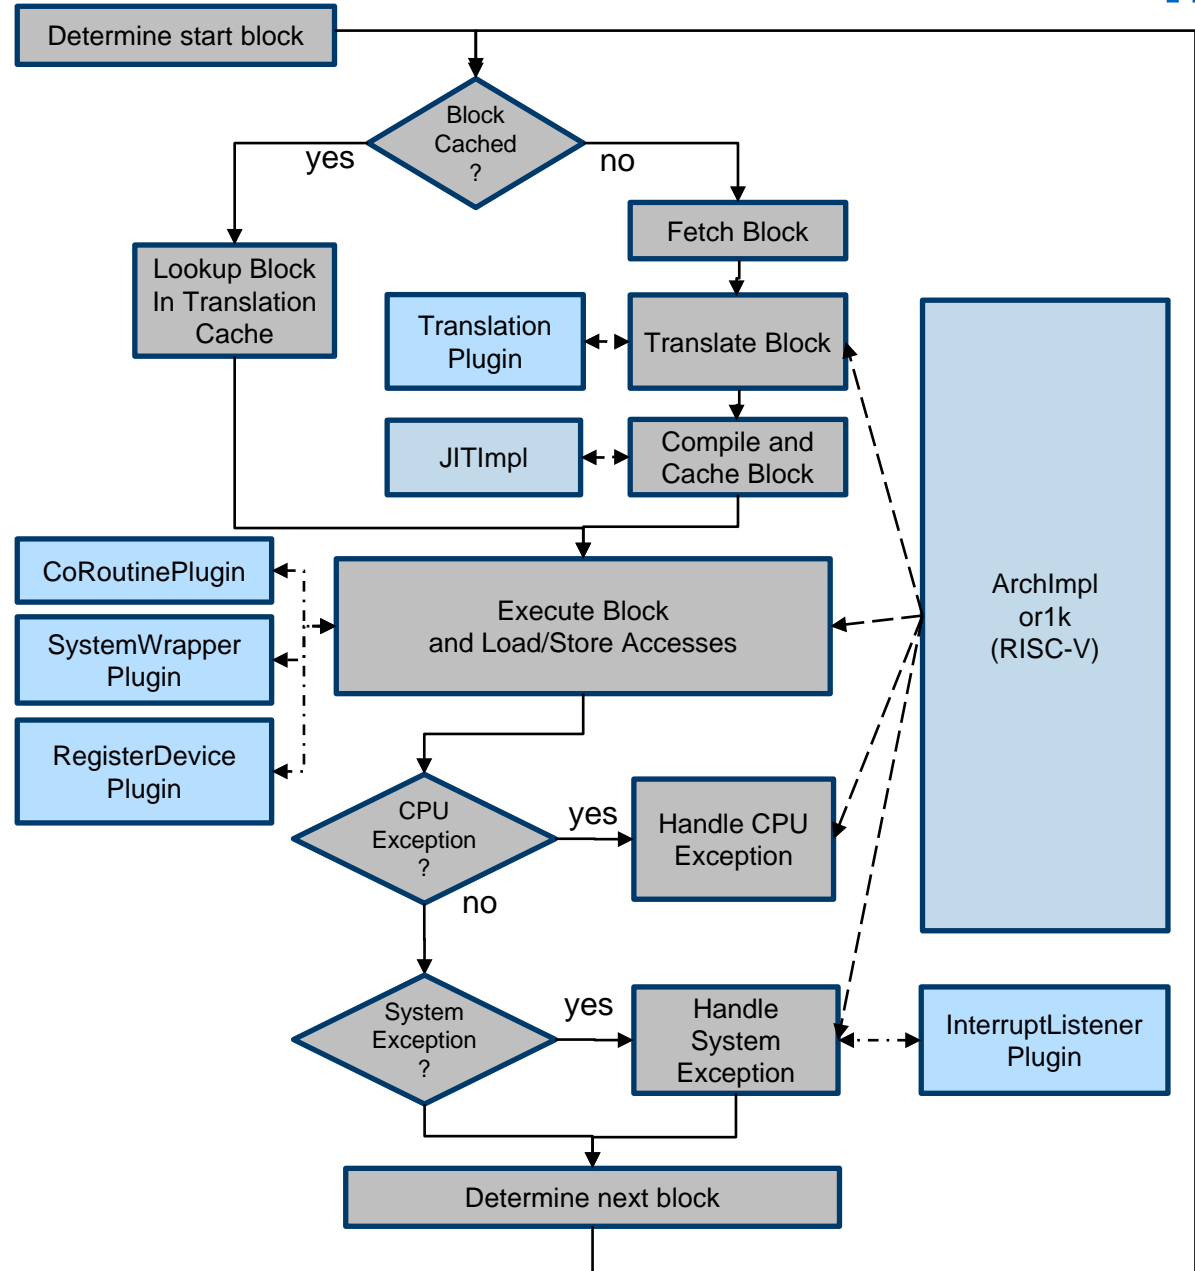 Determine start block
Block
Cached
?
yes
no
Fetch Block
Lookup Block
In Translation
Cache
Translation
Plugin
Translate Block
JITImpl
Compile and
Cache Block
CoRoutinePlugin
Execute Block
and Load/Store Accesses
ArchImpl
or1k
(RISC-V)
SystemWrapper
Plugin
RegisterDevice
Plugin
CPU
Exception
?
yes
Handle CPU
Exception
no
System
Exception
?
yes
Handle
System
Exception
InterruptListener
Plugin
Determine next block